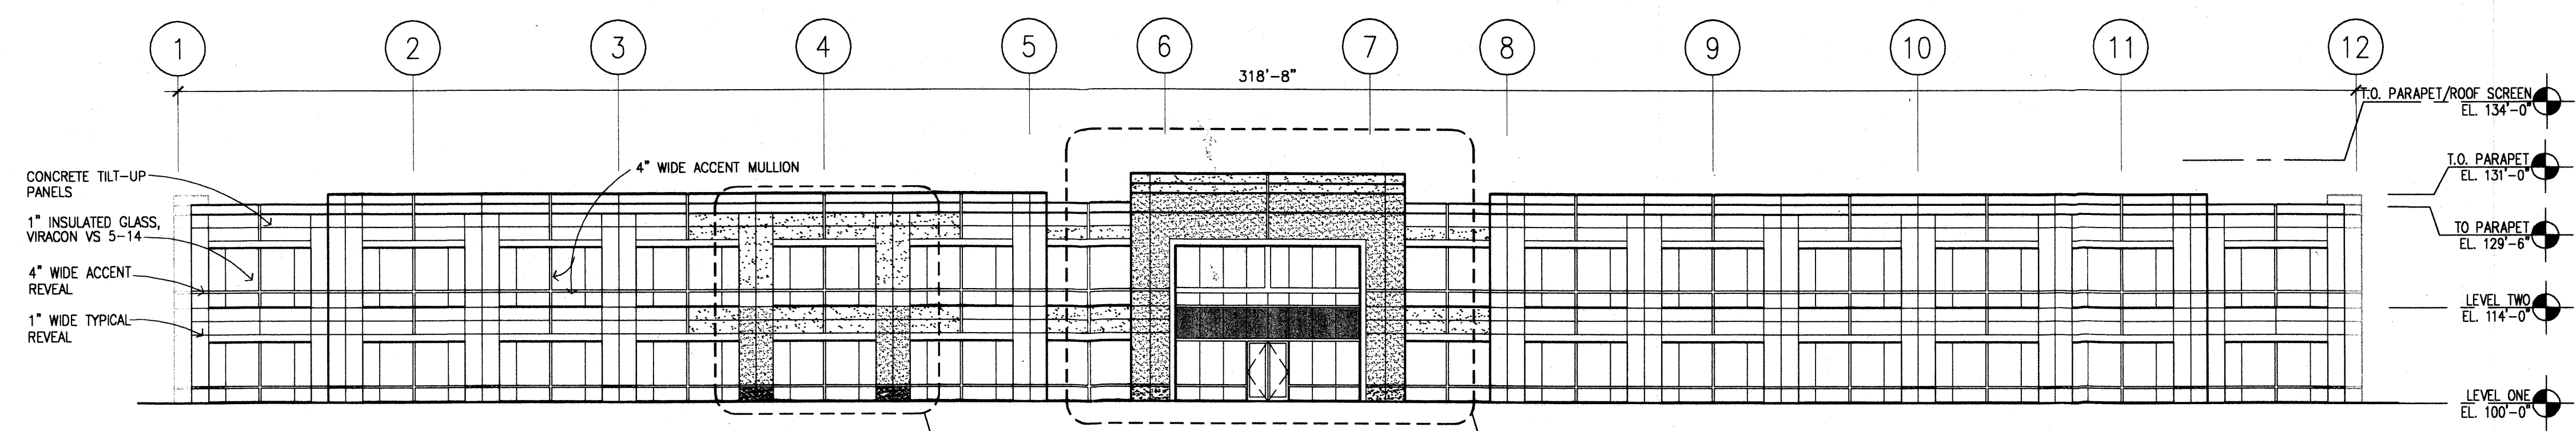 1 2 3 4 5 6 7 8 9 10 11 12
318'-8"
T.O. PARAPET/ROOF SCREEN
EL. 134'-0"
T.O. PARAPET
EL. 131'-0"
TO PARAPET
EL. 129'-6"
LEVEL TWO
EL. 114'-0"
LEVEL ONE
EL. 100'-0"
4" WIDE ACCENT MULLION
CONCRETE TILT-UP
PANELS
1" INSULATED GLASS,
VIRACON VS 5-14
4" WIDE ACCENT
REVEAL
1" WIDE TYPICAL
REVEAL